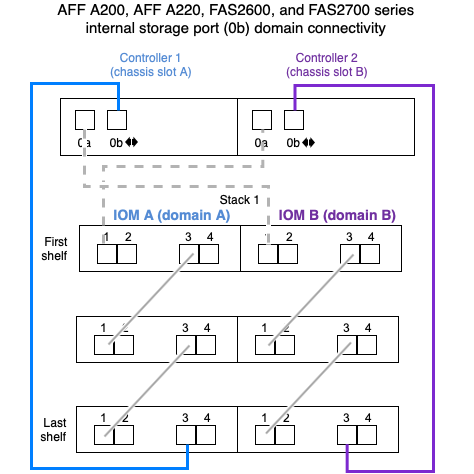 AFF A200, AFF A220, FAS2600, and FAS2700 series
internal storage port (0b) domain connectivity
Controller 1
(chassis slot A)
Controller 2
(chassis slot B)
0a 0b
0a 0b
Stack 1
IOM A (domain A)
IOM B (domain B)
First
shelf
1 2 3 4
1 2 3 4
1 2 3 4
1 2 3 4
Last
shelf
1 2 3 4
1 2 3 4